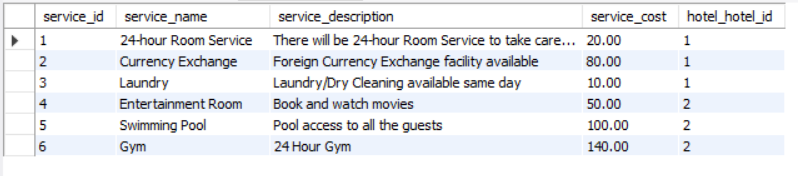 service_id service_name service_description service_cost hotel_hotel_id
1 24-hour Room Service There will be 24-hour Room Service to take care... 20.00 1
2 Currency Exchange Foreign Currency Exchange facility available 80.00 1
3 Laundry Laundry/Dry Cleaning available same day 10.00 1
4 Entertainment Room Book and watch movies 50.00 2
5 Swimming Pool Pool access to all the guests 100.00 2
6 Gym 24 Hour Gym 140.00 2